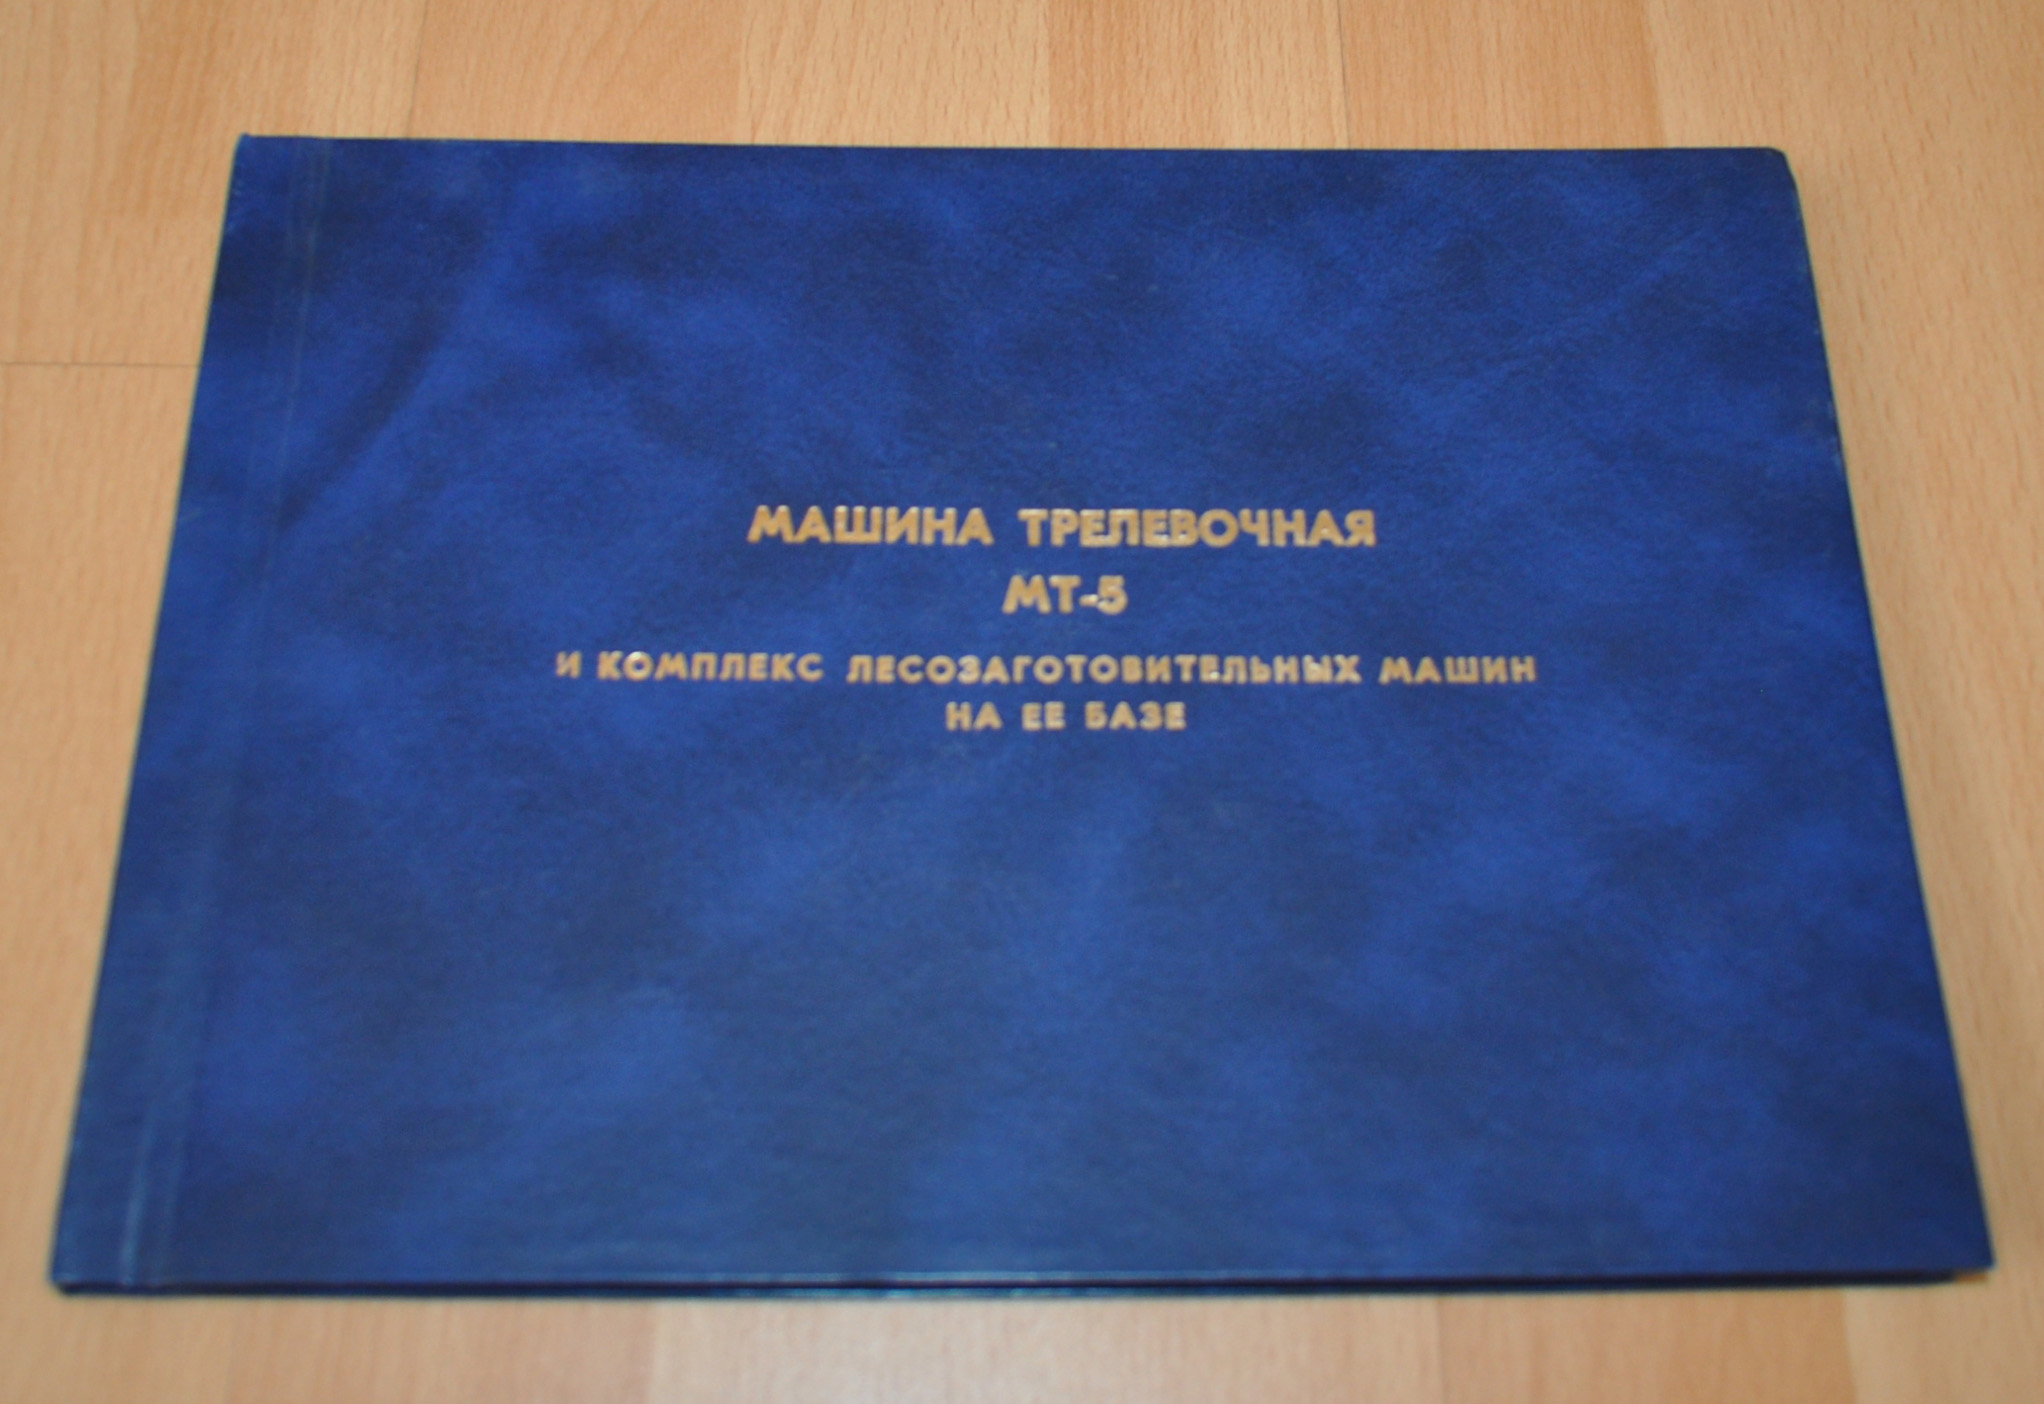 МАШИНА ТРЕЛЕВОЧНАЯ
МТ-5
И КОМПЛЕКС ЛЕСОЗАГОТОВИТЕЛЬНЫХ МАШИН
НА ЕЕ БАЗЕ